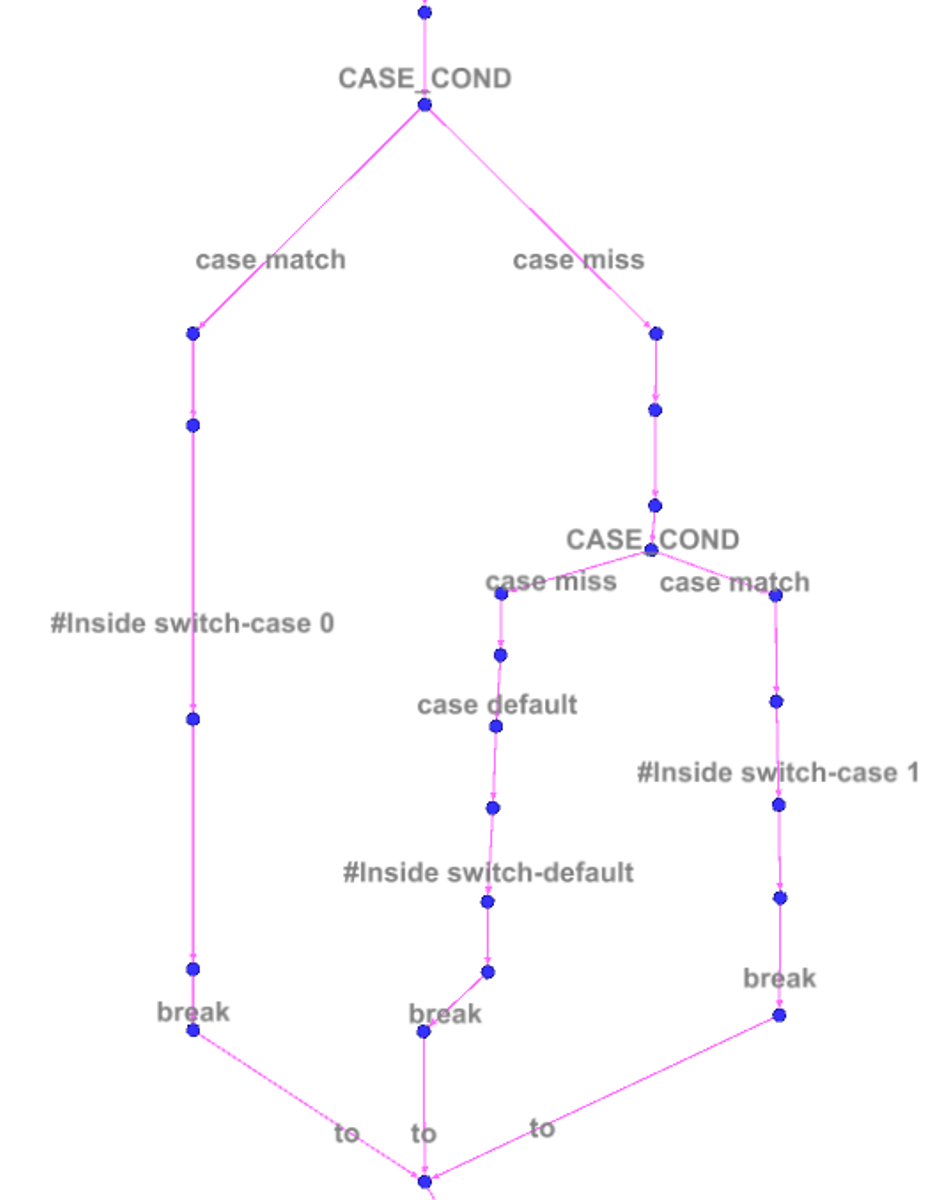 CASE_COND
case match
case miss
CASE_COND
case miss
case match
#Inside switch-case 0
case default
#Inside switch-case 1
#Inside switch-default
break
break
break
to
to
to